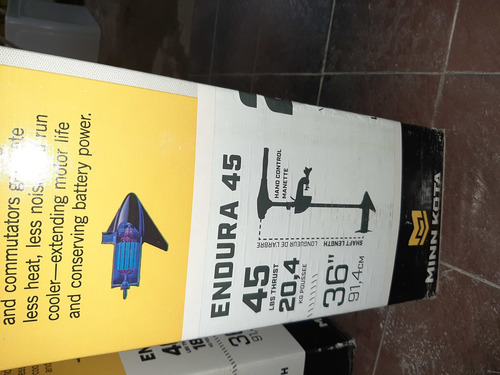 and commutators
less heat, less noise
run
cooler—extending motor life
and conserving battery power.
ENDURA 45
45
LBS THRUST
20,4
KG POUSSÉE
36"
91,4CM
HAND CONTROL
MANETTE
SHAFT LENGTH
LONGUEUR DE L'ARBRE
MINN KOTA